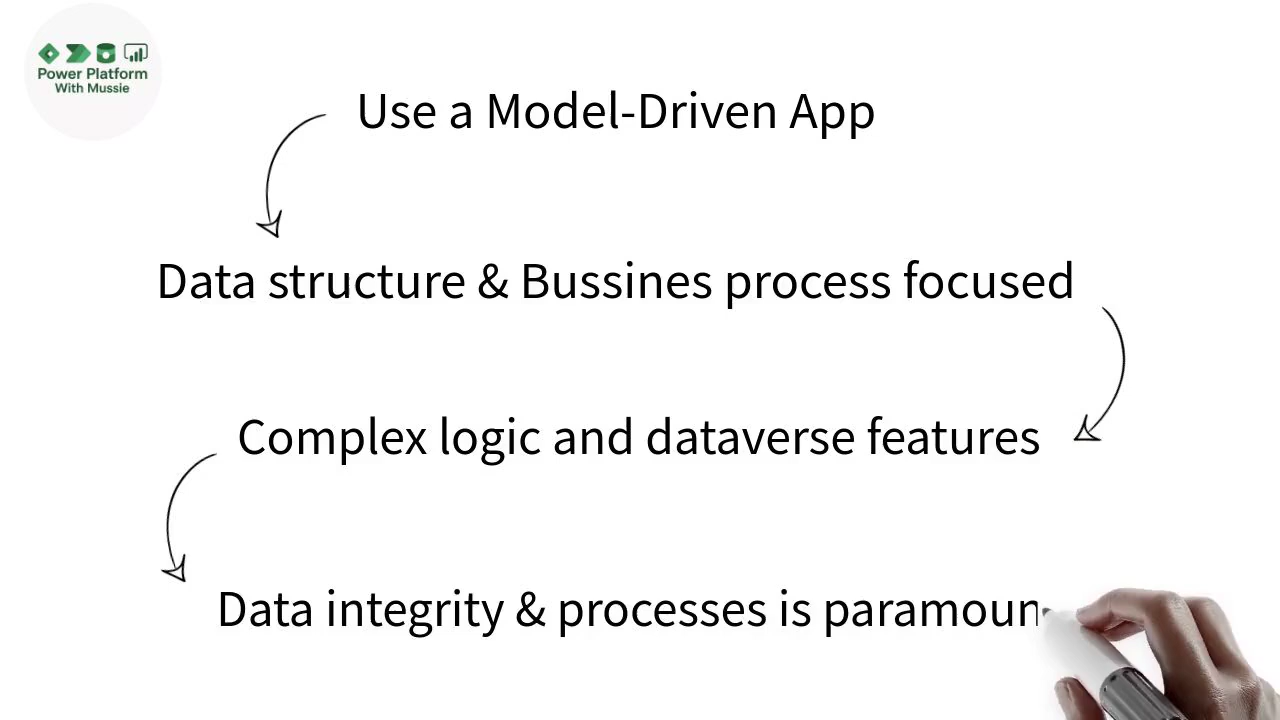 Power Platform
With Mussie
Use a Model-Driven App
Data structure & Bussines process focused
Complex logic and dataverse features
Data integrity & processes is paramoun